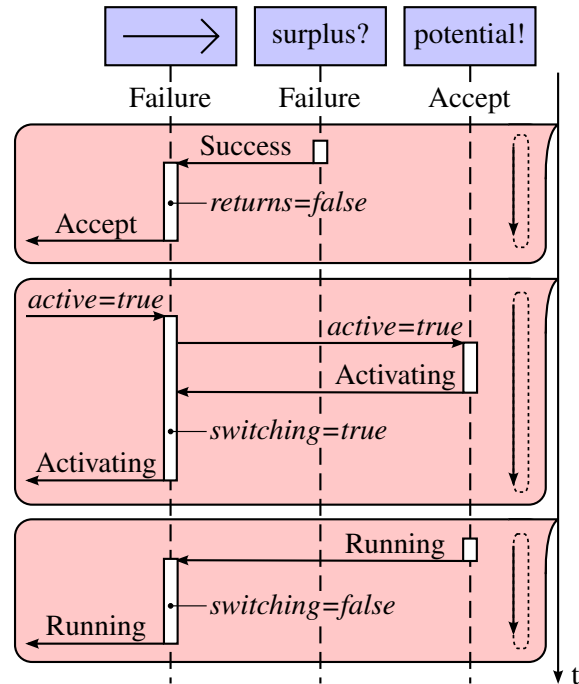 surplus?
potential!
Failure
Failure
Accept
Success
returns=false
Accept
active=true
active=true
Activating
switching=true
Activating
Running
switching=false
Running
t